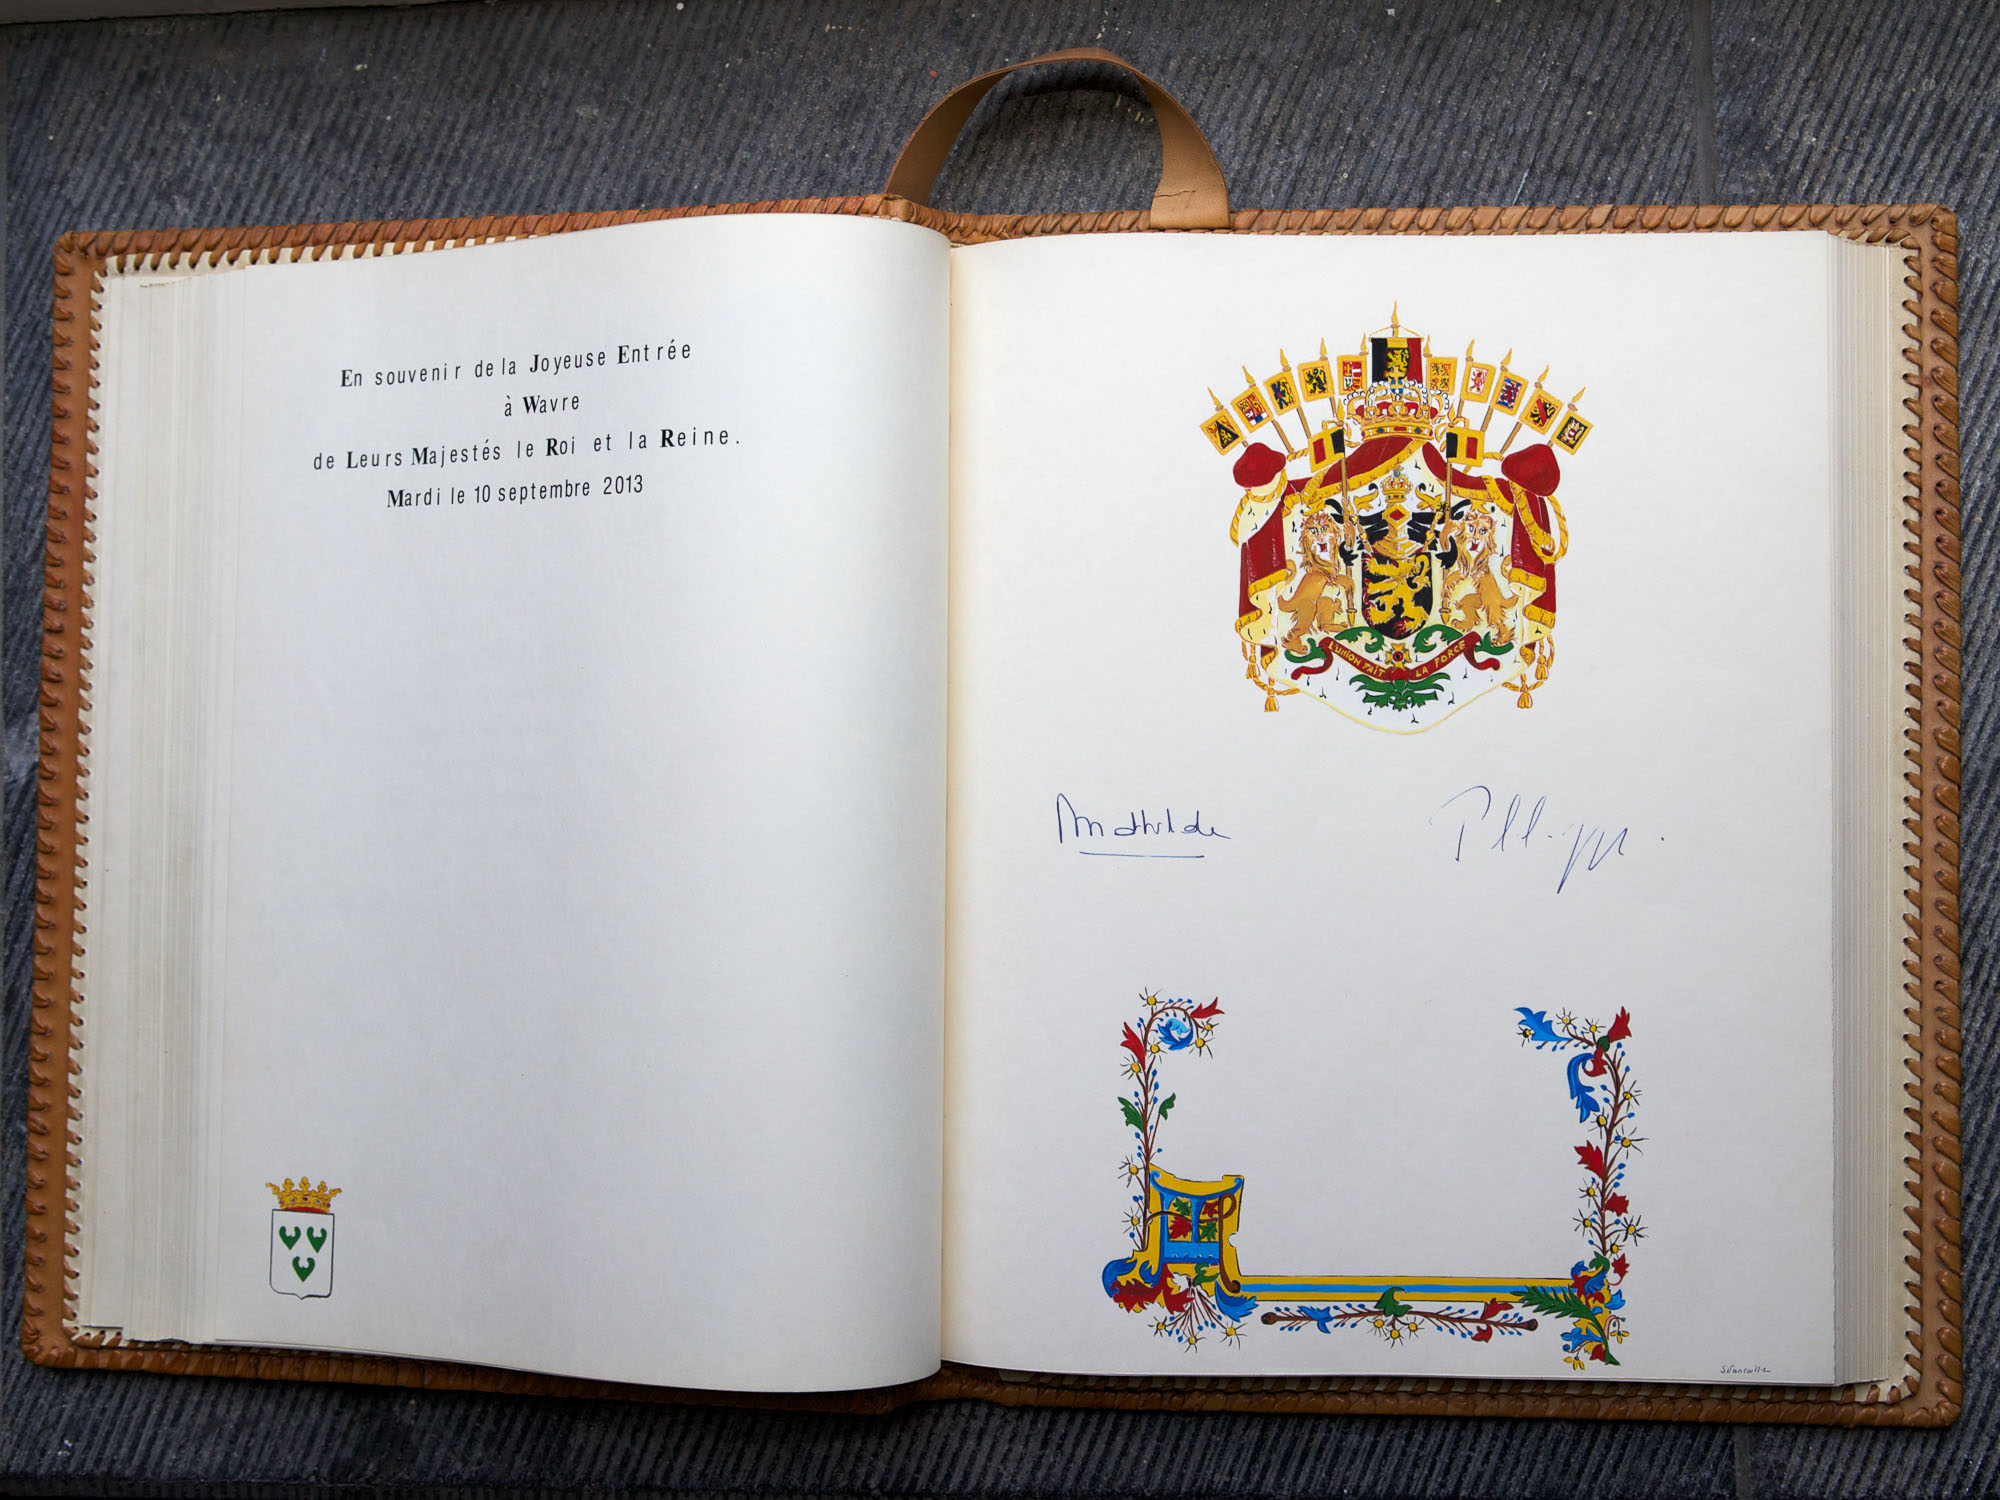 En souvenir de la Joyeuse Entrée
à Wavre
de Leurs Majestés le Roi et la Reine.
Mardi le 10 septembre 2013
L'UNION FAIT LA FORCE
Mathilde
Philippe